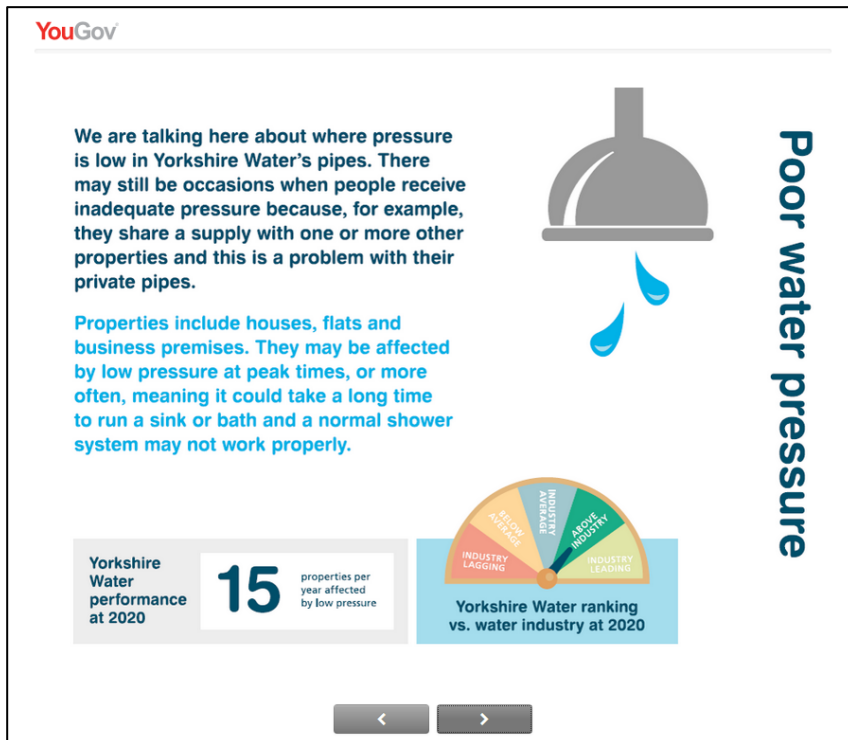 YouGov
We are talking here about where pressure
is low in Yorkshire Water's pipes. There
may still be occasions when people receive
inadequate pressure because, for example,
they share a supply with one or more other
properties and this is a problem with their
private pipes.
Properties include houses, flats and
business premises. They may be affected
by low pressure at peak times, or more
often, meaning it could take a long time
to run a sink or bath and a normal shower
system may not work properly.
Poor water pressure
Yorkshire
Water
performance
at 2020
15
properties per
year affected
by low pressure
INDUSTRY
LAGGING
BELOW
AVERAGE
INDUSTRY
AVERAGE
ABOVE
INDUSTRY
INDUSTRY
LEADING
Yorkshire Water ranking
vs. water industry at 2020